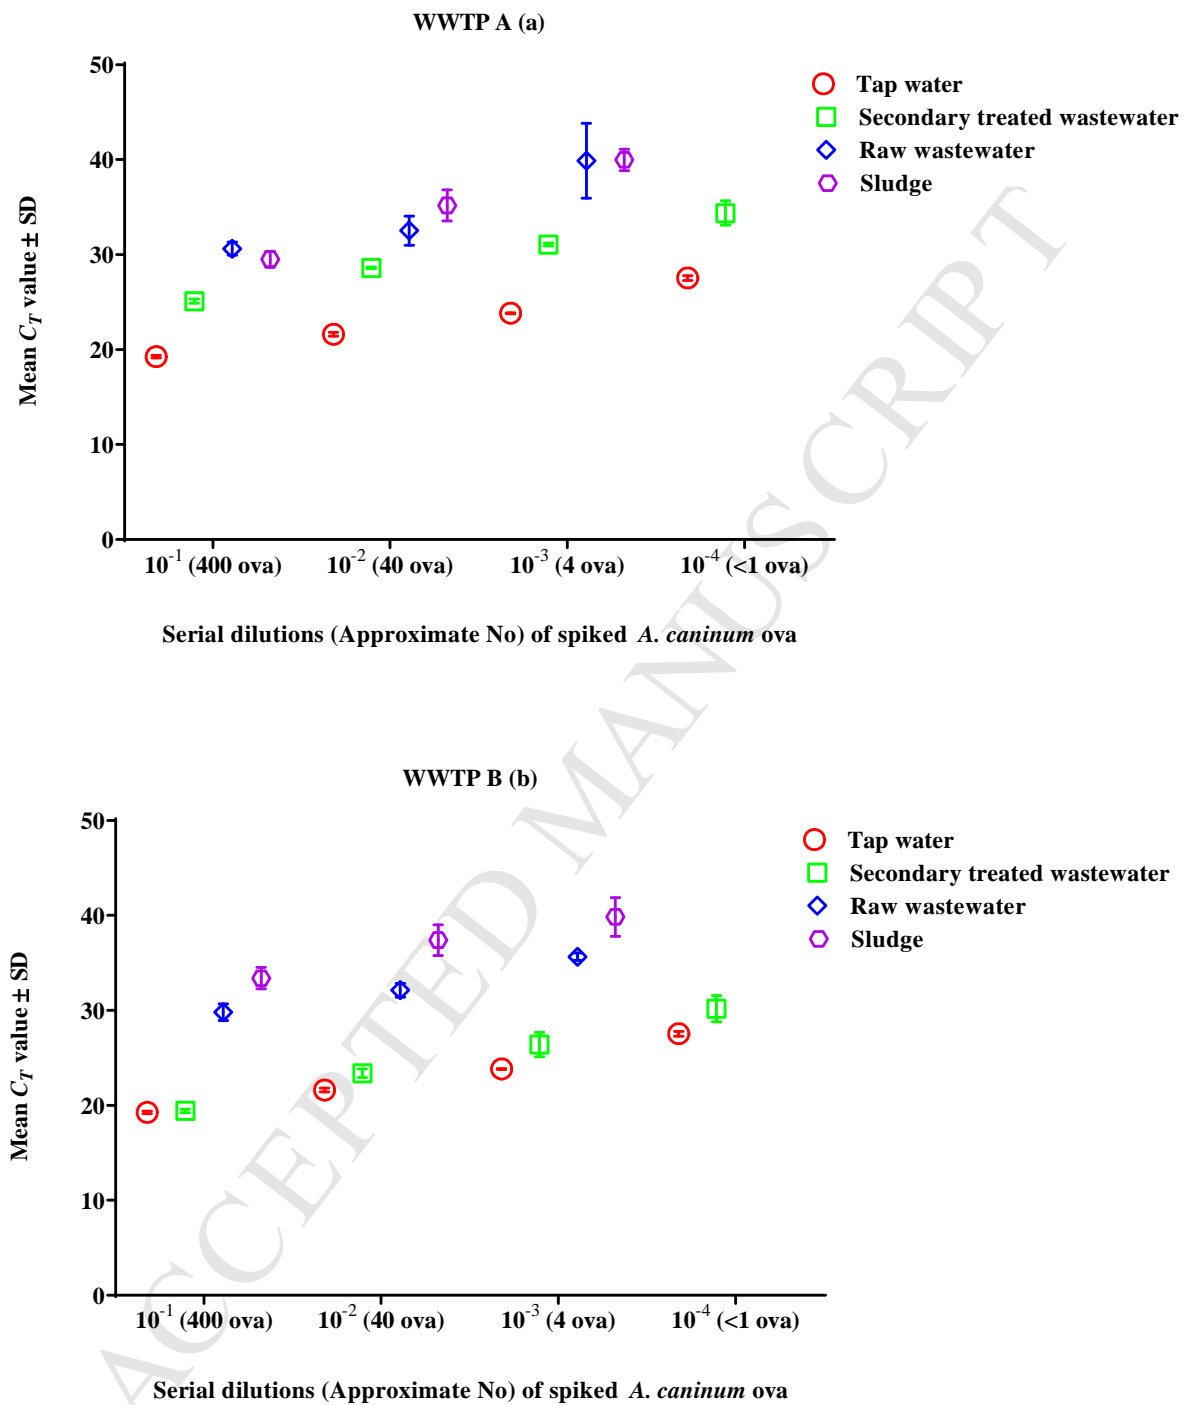 WWTP A (a)
50
40
30
20
10
0
Mean C_T value ± SD
Tap water
Secondary treated wastewater
Raw wastewater
Sludge
10^-1 (400 ova) 10^-2 (40 ova) 10^-3 (4 ova) 10^-4 (<1 ova)
Serial dilutions (Approximate No) of spiked A. caninum ova
WWTP B (b)
50
40
30
20
10
0
Mean C_T value ± SD
Tap water
Secondary treated wastewater
Raw wastewater
Sludge
10^-1 (400 ova) 10^-2 (40 ova) 10^-3 (4 ova) 10^-4 (<1 ova)
Serial dilutions (Approximate No) of spiked A. caninum ova
ACCEPTED MANUSCRIPT